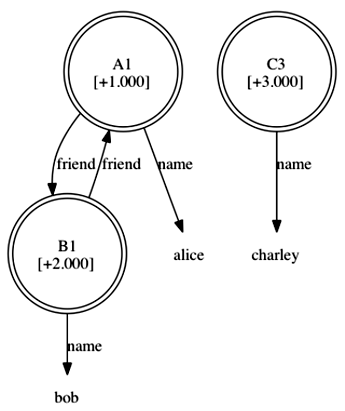 A1
[+1.000]
C3
[+3.000]
friend
friend
name
name
B1
[+2.000]
alice
charley
name
bob